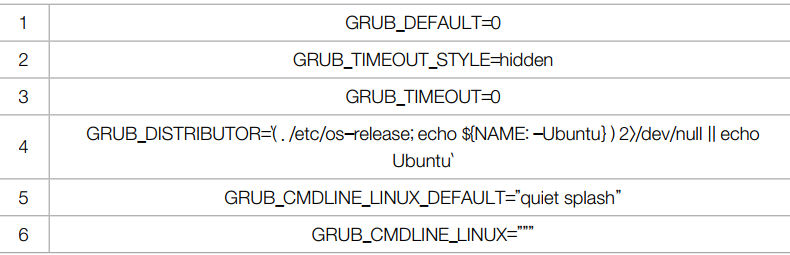 1 GRUB_DEFAULT=0
2 GRUB_TIMEOUT_STYLE=hidden
3 GRUB_TIMEOUT=0
4 GRUB_DISTRIBUTOR='( . /etc/os-release; echo ${NAME: -Ubuntu} ) 2>/dev/null || echo
Ubuntu`
5 GRUB_CMDLINE_LINUX_DEFAULT=”quiet splash”
6 GRUB_CMDLINE_LINUX=”””